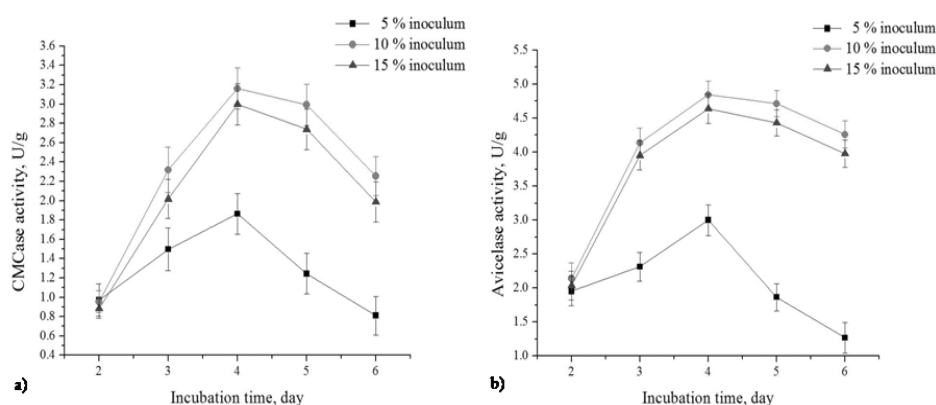 5 % inoculum
10 % inoculum
15 % inoculum
3.6
3.4
3.2
3.0
2.8
2.6
2.4
2.2
2.0
1.8
1.6
1.4
1.2
1.0
0.8
0.6
0.4
CMCase activity, U/g
2 3 4 5 6
Incubation time, day
a)
5 % inoculum
10 % inoculum
15 % inoculum
5.5
5.0
4.5
4.0
3.5
3.0
2.5
2.0
1.5
1.0
Avicelase activity, U/g
2 3 4 5 6
Incubation time, day
b)